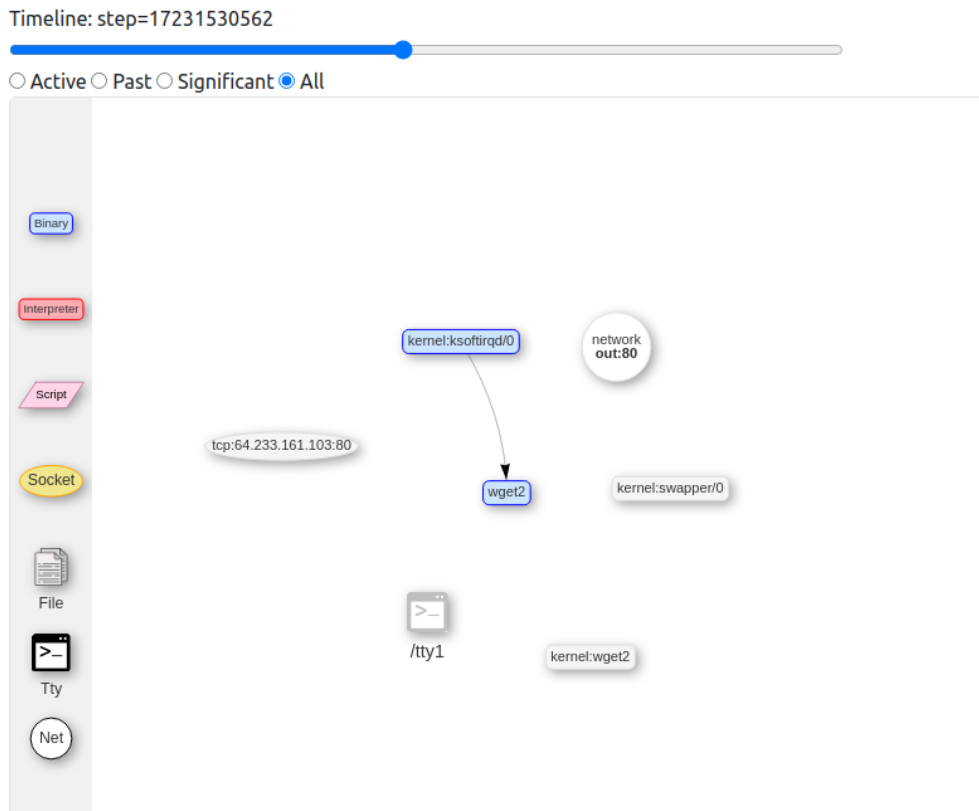 Timeline: step=17231530562
Active Past Significant All
Binary
Interpreter
Script
Socket
File
Tty
Net
kernel:ksoftirqd/0
network
out:80
tcp:64.233.161.103:80
wget2
kernel:swapper/0
>_
/tty1
kernel:wget2
>_